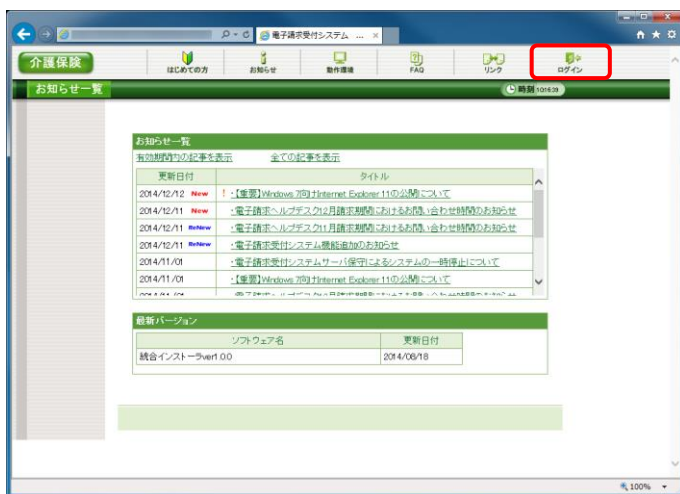 電子請求受付システム ...
介護保険
はじめての方
お知らせ
動作環境
FAQ
リンク
ログイン
お知らせ一覧
時刻
お知らせ一覧
有効期間内の記事を表示 全ての記事を表示
更新日付 タイトル
2014/12/12 New ! ・【重要】Windows 7向けInternet Explorer 11の公開について
2014/12/11 New ・電子請求ヘルプデスク12月請求期間におけるお問い合わせ時間のお知らせ
2014/12/11 ReNew ・電子請求ヘルプデスク11月請求期間におけるお問い合わせ時間のお知らせ
2014/12/11 ReNew ・電子請求受付システム機能追加のお知らせ
2014/11/01 ・電子請求受付システムサーバ保守によるシステムの一時停止について
2014/11/01 ・【重要】Windows 7向けInternet Explorer 11の公開について
最新バージョン
ソフトウェア名 更新日付
統合インストーラver1.0.0 2014/08/18
100%